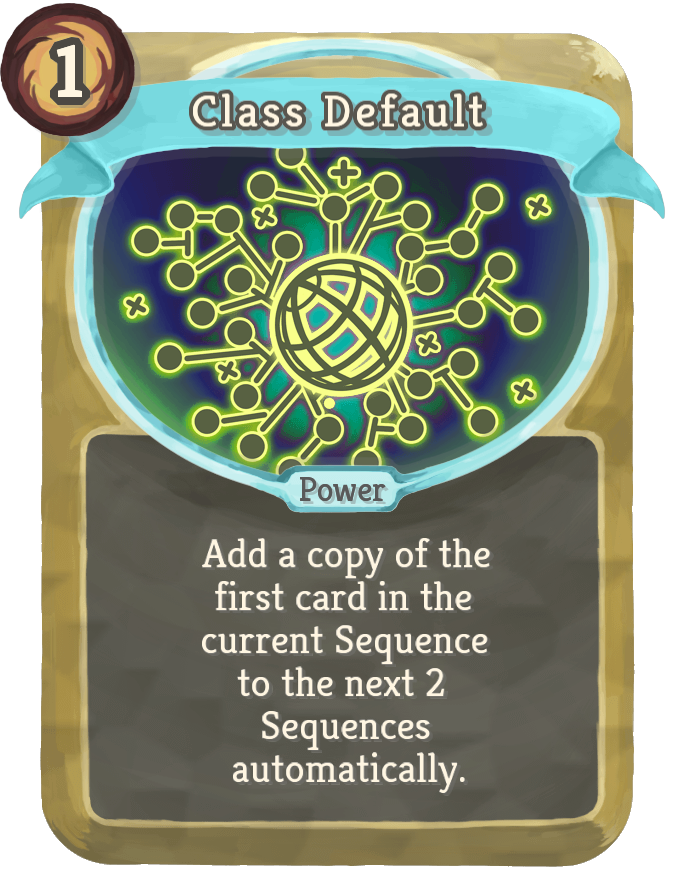 1
Class Default
Power
Add a copy of the
first card in the
current Sequence
to the next 2
Sequences
automatically.